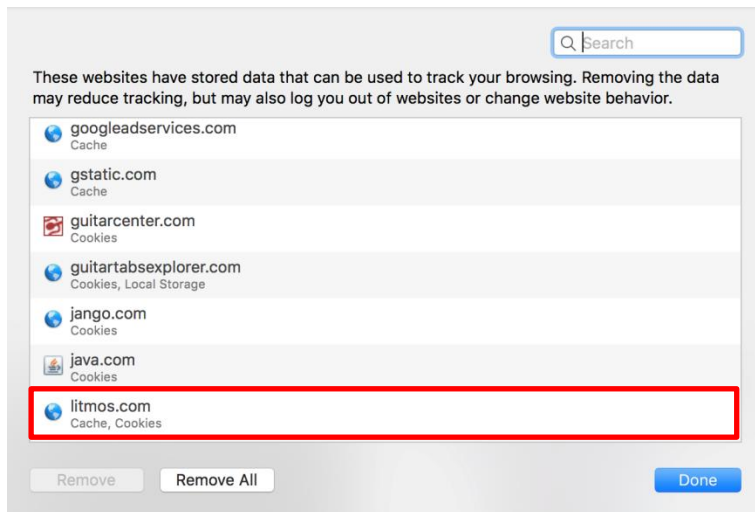 Search
These websites have stored data that can be used to track your browsing. Removing the data
may reduce tracking, but may also log you out of websites or change website behavior.
googleadservices.com
Cache
gstatic.com
Cache
guitarcenter.com
Cookies
guitartabsexplorer.com
Cookies, Local Storage
jango.com
Cookies
java.com
Cookies
litmos.com
Cache, Cookies
Remove
Remove All
Done